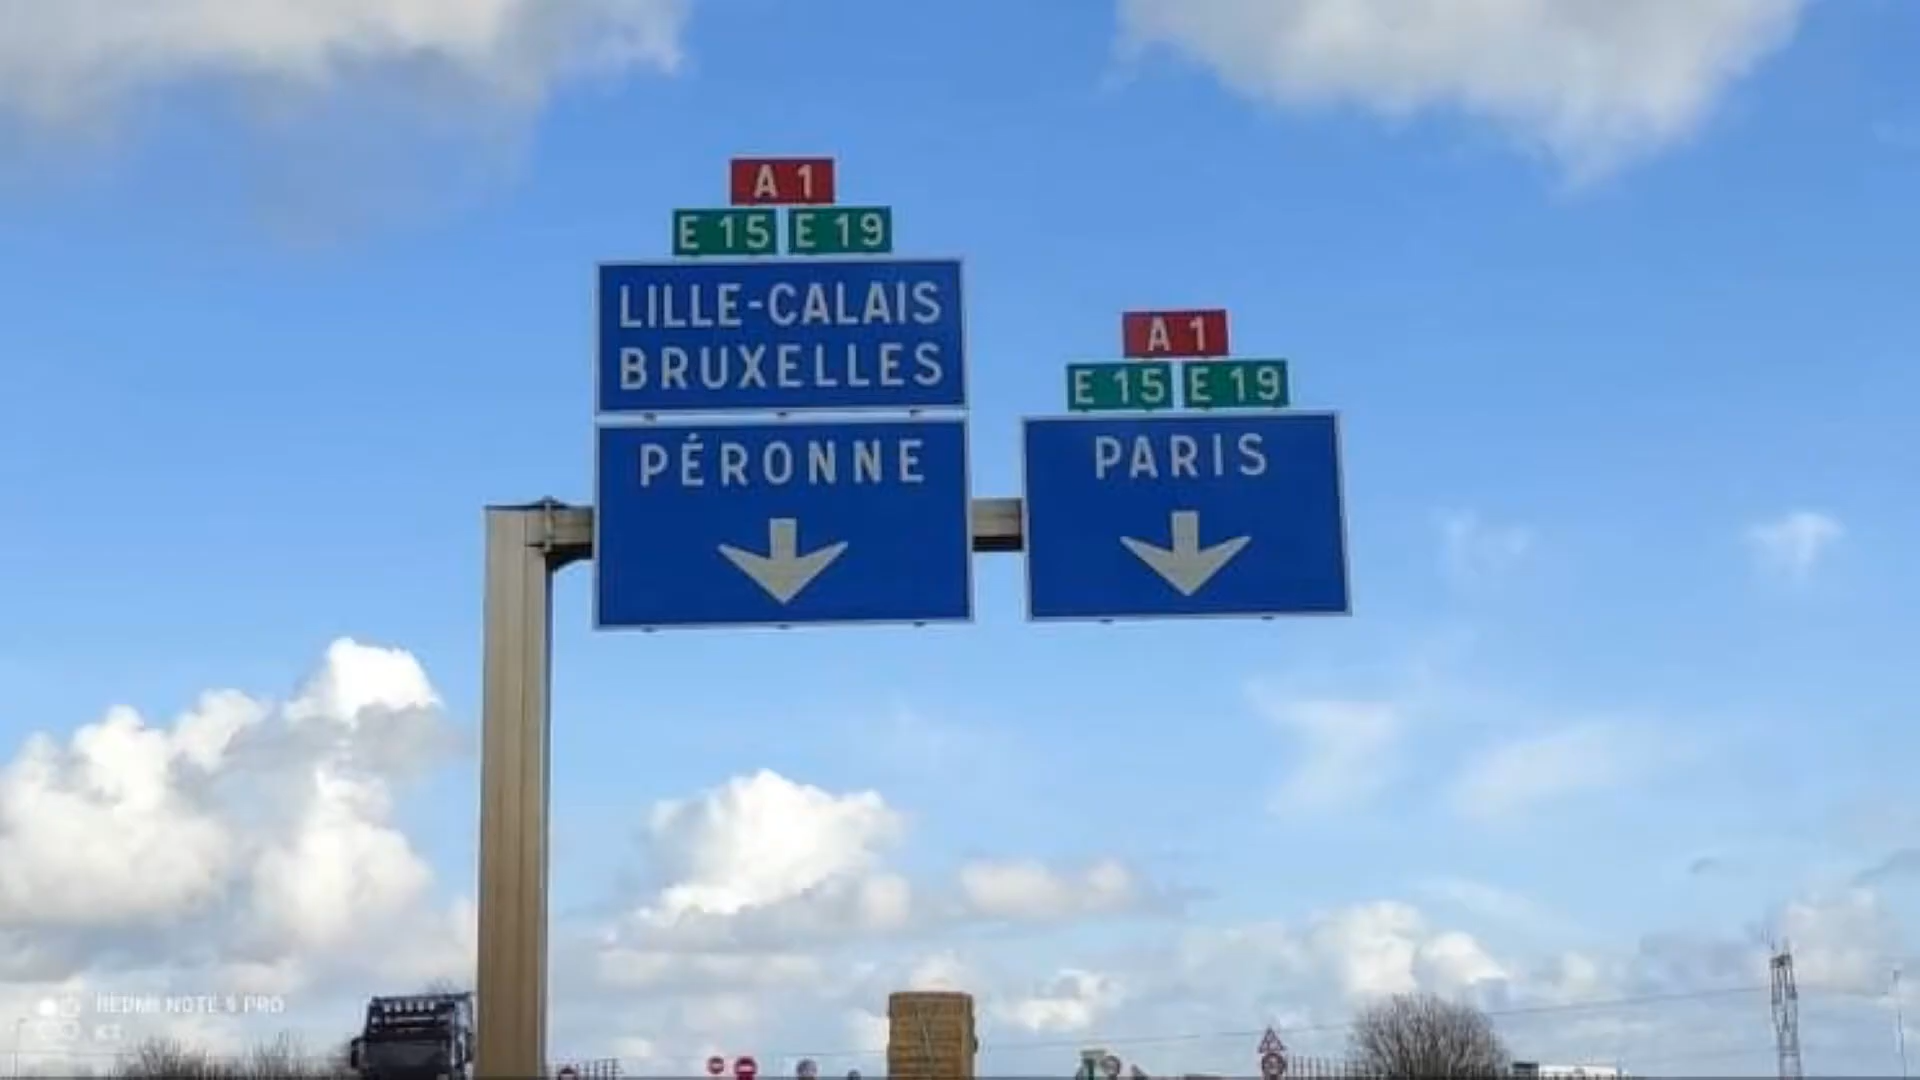 A 1
E 15 E 19
LILLE-CALAIS
BRUXELLES
PÉRONNE
A 1
E 15 E 19
PARIS